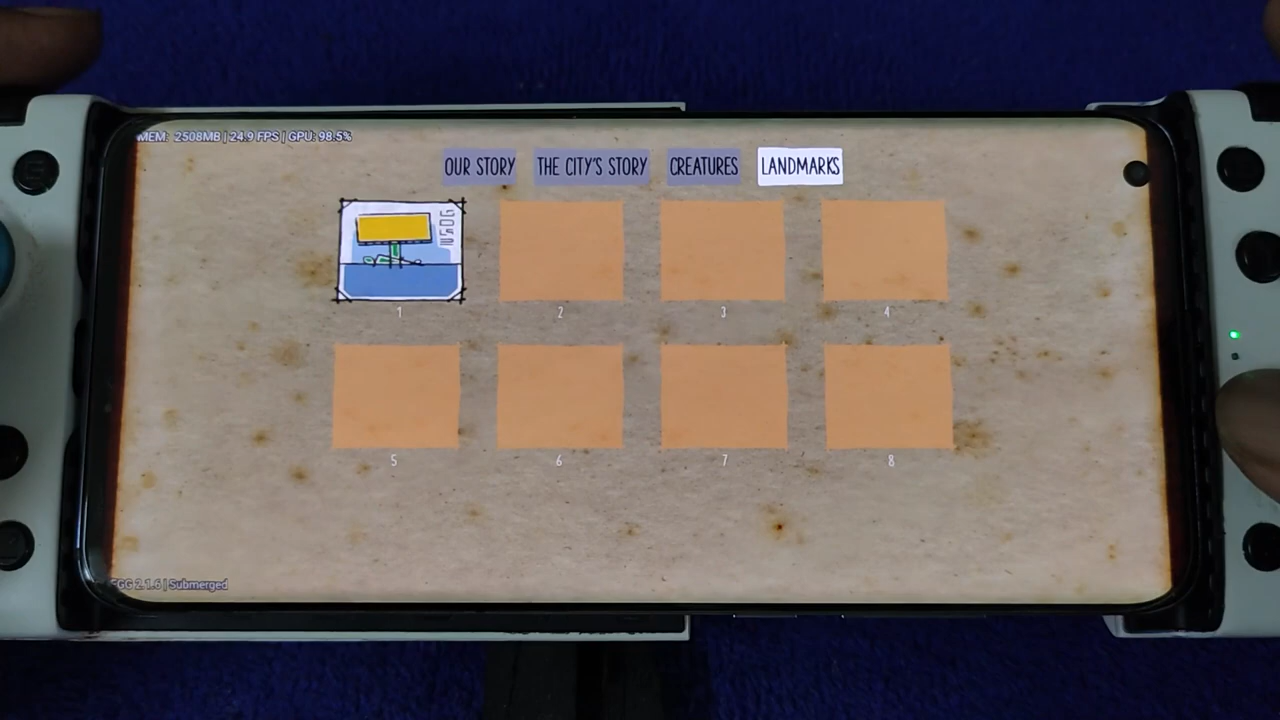 MEM: 2508MB | 24.9 FPS | GPU: 98.5%
OUR STORY THE CITY'S STORY CREATURES LANDMARKS
1 2 3 4
5 6 7 8
EGG 2.1.6 | Submerged